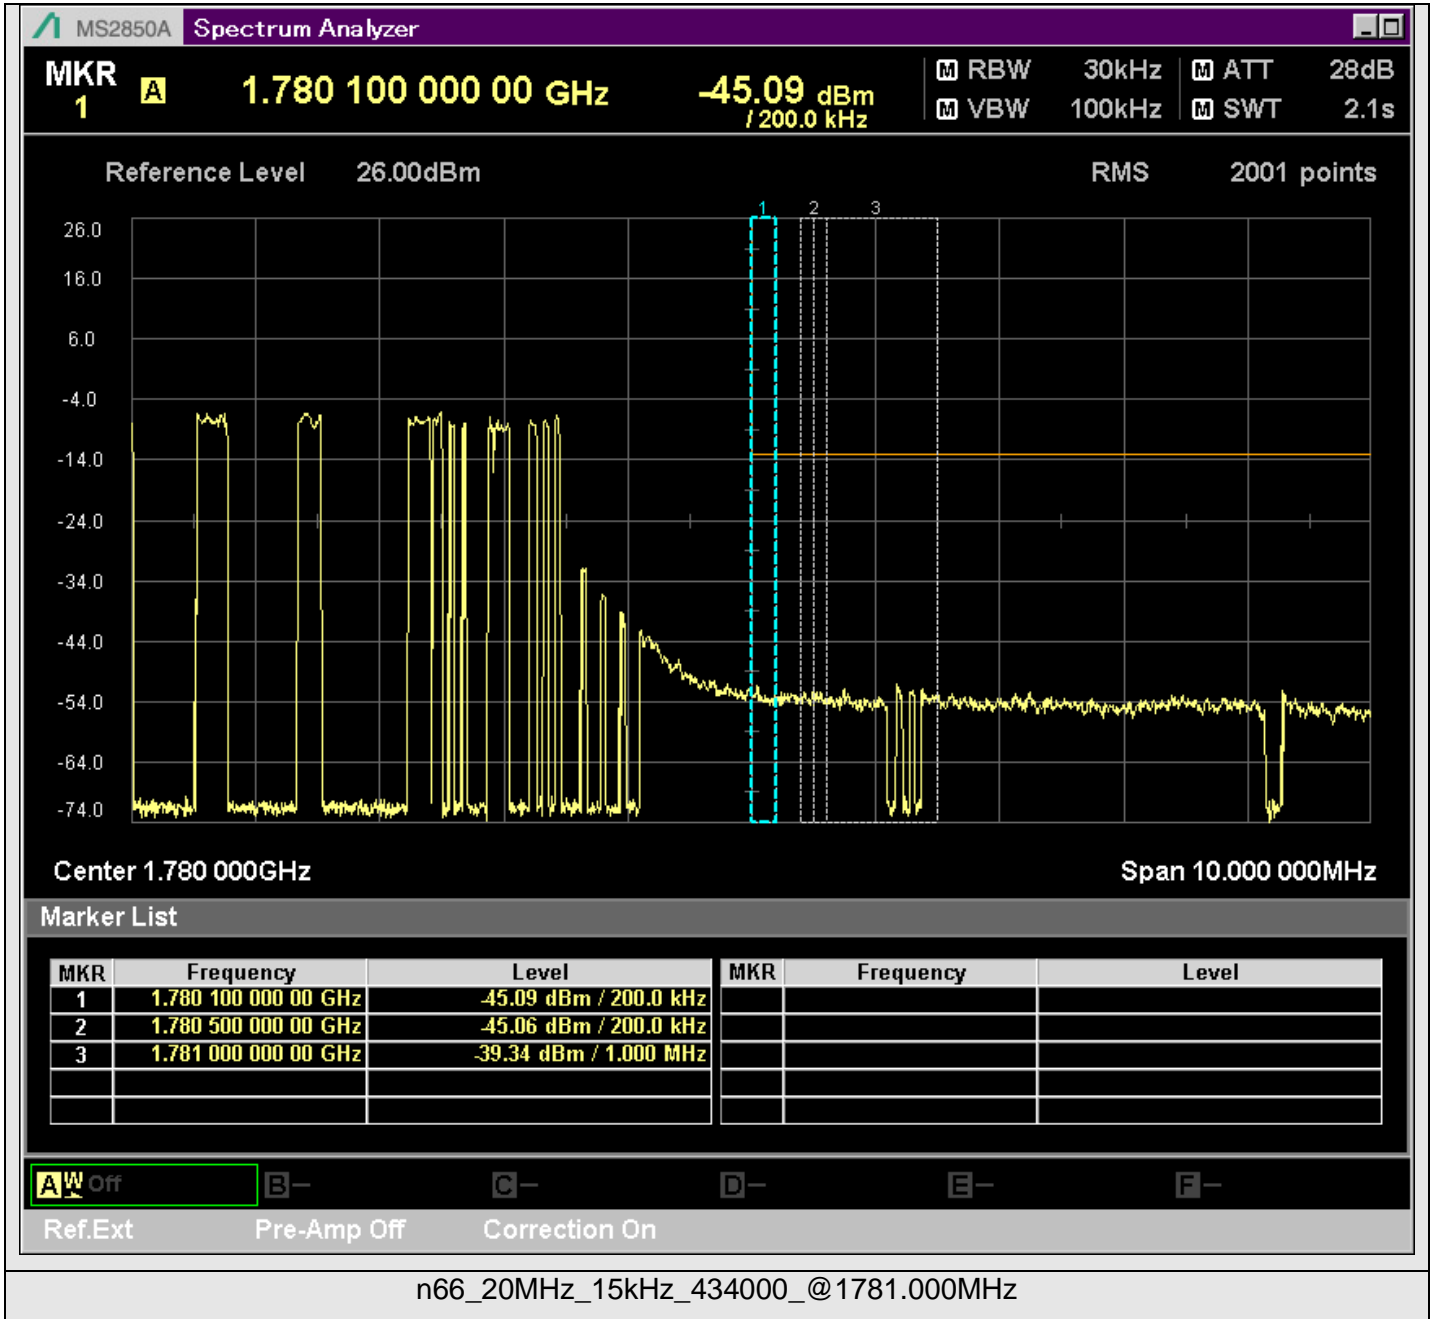 MS2850A Spectrum Analyzer
MKR 1 A 1.780 100 000 00 GHz -45.09 dBm / 200.0 kHz
M RBW 30kHz M ATT 28dB
M VBW 100kHz M SWT 2.1s
Reference Level 26.00dBm RMS 2001 points
1 2 3
26.0
16.0
6.0
-4.0
-14.0
-24.0
-34.0
-44.0
-54.0
-64.0
-74.0
Center 1.780 000GHz Span 10.000 000MHz
Marker List
MKR Frequency Level MKR Frequency Level
1 1.780 100 000 00 GHz -45.09 dBm / 200.0 kHz
2 1.780 500 000 00 GHz -45.06 dBm / 200.0 kHz
3 1.781 000 000 00 GHz -39.34 dBm / 1.000 MHz
A W Off B — C — D — E — F —
Ref.Ext Pre-Amp Off Correction On
n66_20MHz_15kHz_434000_@1781.000MHz